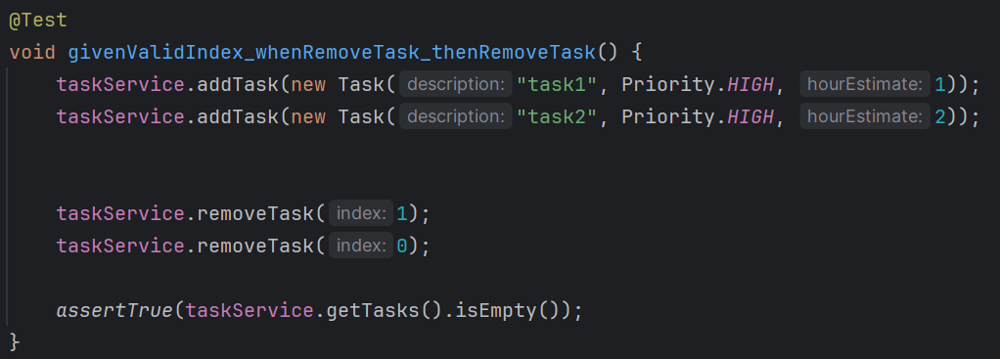 @Test
void givenValidIndex_whenRemoveTask_thenRemoveTask() {
taskService.addTask(new Task( description: "task1", Priority.HIGH, hourEstimate: 1));
taskService.addTask(new Task( description: "task2", Priority.HIGH, hourEstimate: 2));
taskService.removeTask( index: 1);
taskService.removeTask( index: 0);
assertTrue(taskService.getTasks().isEmpty());
}